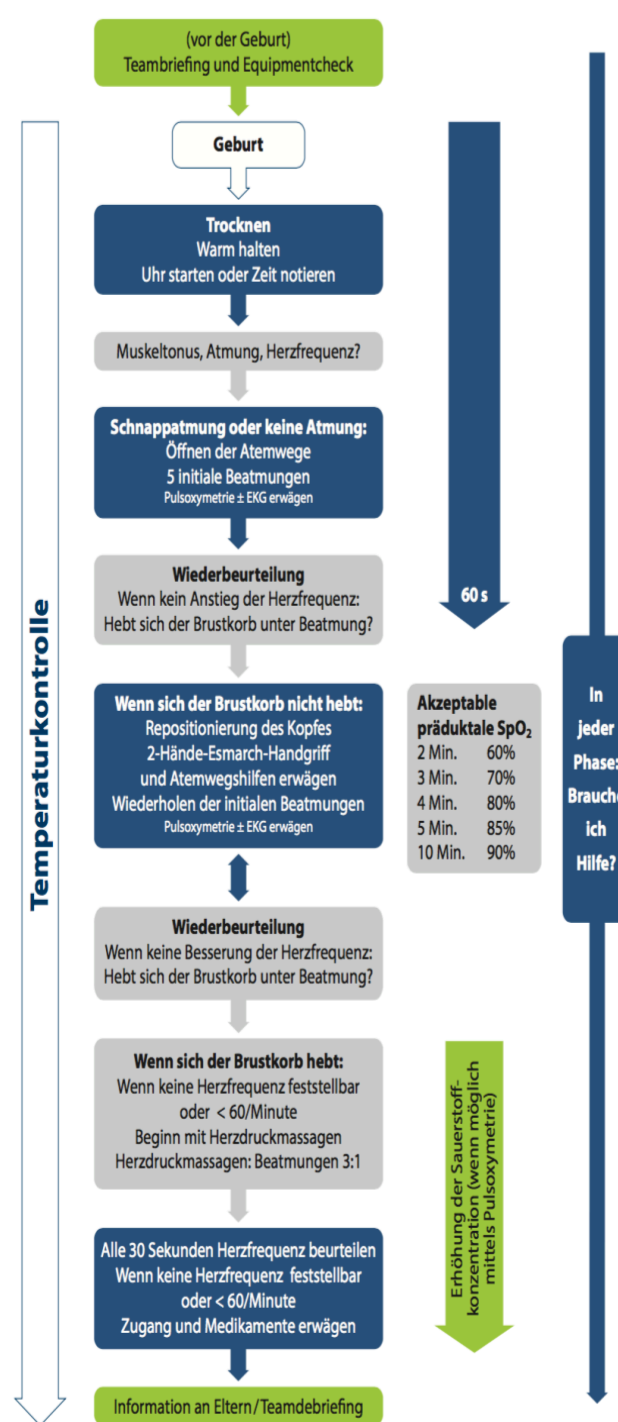 (vor der Geburt)
Teambriefing und Equipmentcheck
Geburt
Trocknen
Warm halten
Uhr starten oder Zeit notieren
Muskeltonus, Atmung, Herzfrequenz?
Schnappatmung oder keine Atmung:
Öffnen der Atemwege
5 initiale Beatmungen
Pulsoxymetrie ± EKG erwägen
Wiederbeurteilung
Wenn kein Anstieg der Herzfrequenz:
Hebt sich der Brustkorb unter Beatmung?
Wenn sich der Brustkorb nicht hebt:
Repositionierung des Kopfes
2-Hände-Esmarch-Handgriff
und Atemwegshilfen erwägen
Wiederholen der initialen Beatmungen
Pulsoxymetrie ± EKG erwägen
Wiederbeurteilung
Wenn keine Besserung der Herzfrequenz:
Hebt sich der Brustkorb unter Beatmung?
Wenn sich der Brustkorb hebt:
Wenn keine Herzfrequenz feststellbar
oder < 60/Minute
Beginn mit Herzdruckmassagen
Herzdruckmassagen: Beatmungen 3:1
Alle 30 Sekunden Herzfrequenz beurteilen
Wenn keine Herzfrequenz feststellbar
oder < 60/Minute
Zugang und Medikamente erwägen
Information an Eltern/Teamdebriefing
Temperaturkontrolle
60 s
Akzeptable
präduktale SpO₂
2 Min. 60%
3 Min. 70%
4 Min. 80%
5 Min. 85%
10 Min. 90%
Erhöhung der Sauerstoff-
konzentration (wenn möglich
mittels Pulsoxymetrie)
In
jeder
Phase:
Brauche
ich
Hilfe?